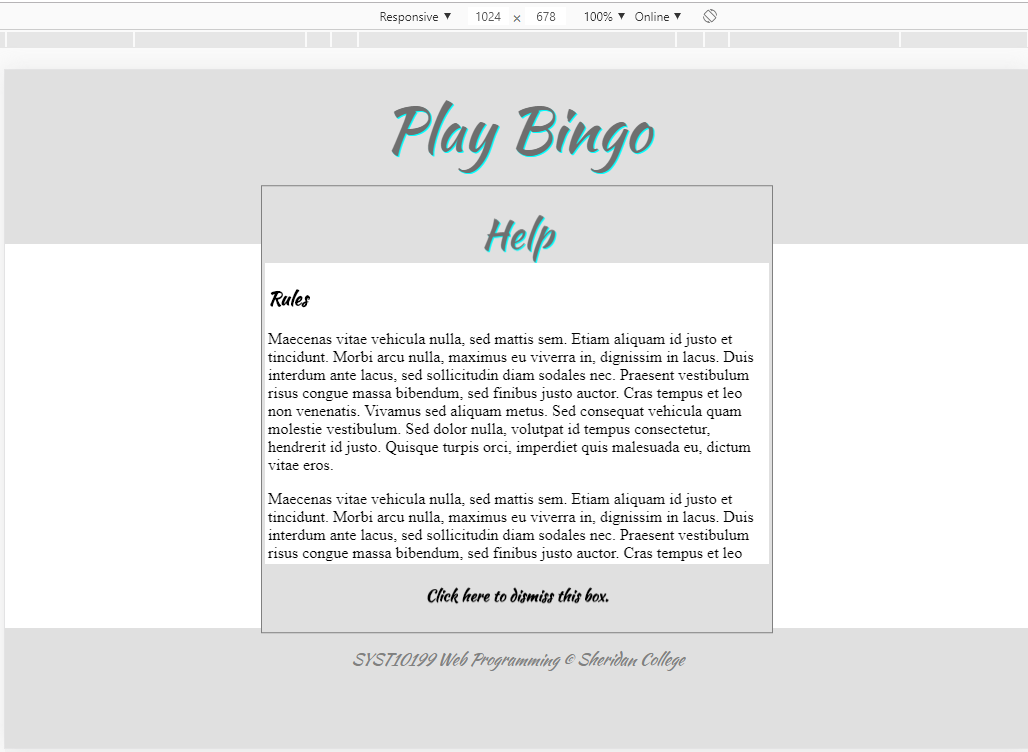 Responsive ▼ 1024 × 678 100% ▼ Online ▼
Play Bingo
Help
Rules
Maecenas vitae vehicula nulla, sed mattis sem. Etiam aliquam id justo et
tincidunt. Morbi arcu nulla, maximus eu viverra in, dignissim in lacus. Duis
interdum ante lacus, sed sollicitudin diam sodales nec. Praesent vestibulum
risus congue massa bibendum, sed finibus justo auctor. Cras tempus et leo
non venenatis. Vivamus sed aliquam metus. Sed consequat vehicula quam
molestie vestibulum. Sed dolor nulla, volutpat id tempus consectetur,
hendrerit id justo. Quisque turpis orci, imperdiet quis malesuada eu, dictum
vitae eros.
Maecenas vitae vehicula nulla, sed mattis sem. Etiam aliquam id justo et
tincidunt. Morbi arcu nulla, maximus eu viverra in, dignissim in lacus. Duis
interdum ante lacus, sed sollicitudin diam sodales nec. Praesent vestibulum
risus congue massa bibendum, sed finibus justo auctor. Cras tempus et leo
Click here to dismiss this box.
SYST10199 Web Programming © Sheridan College